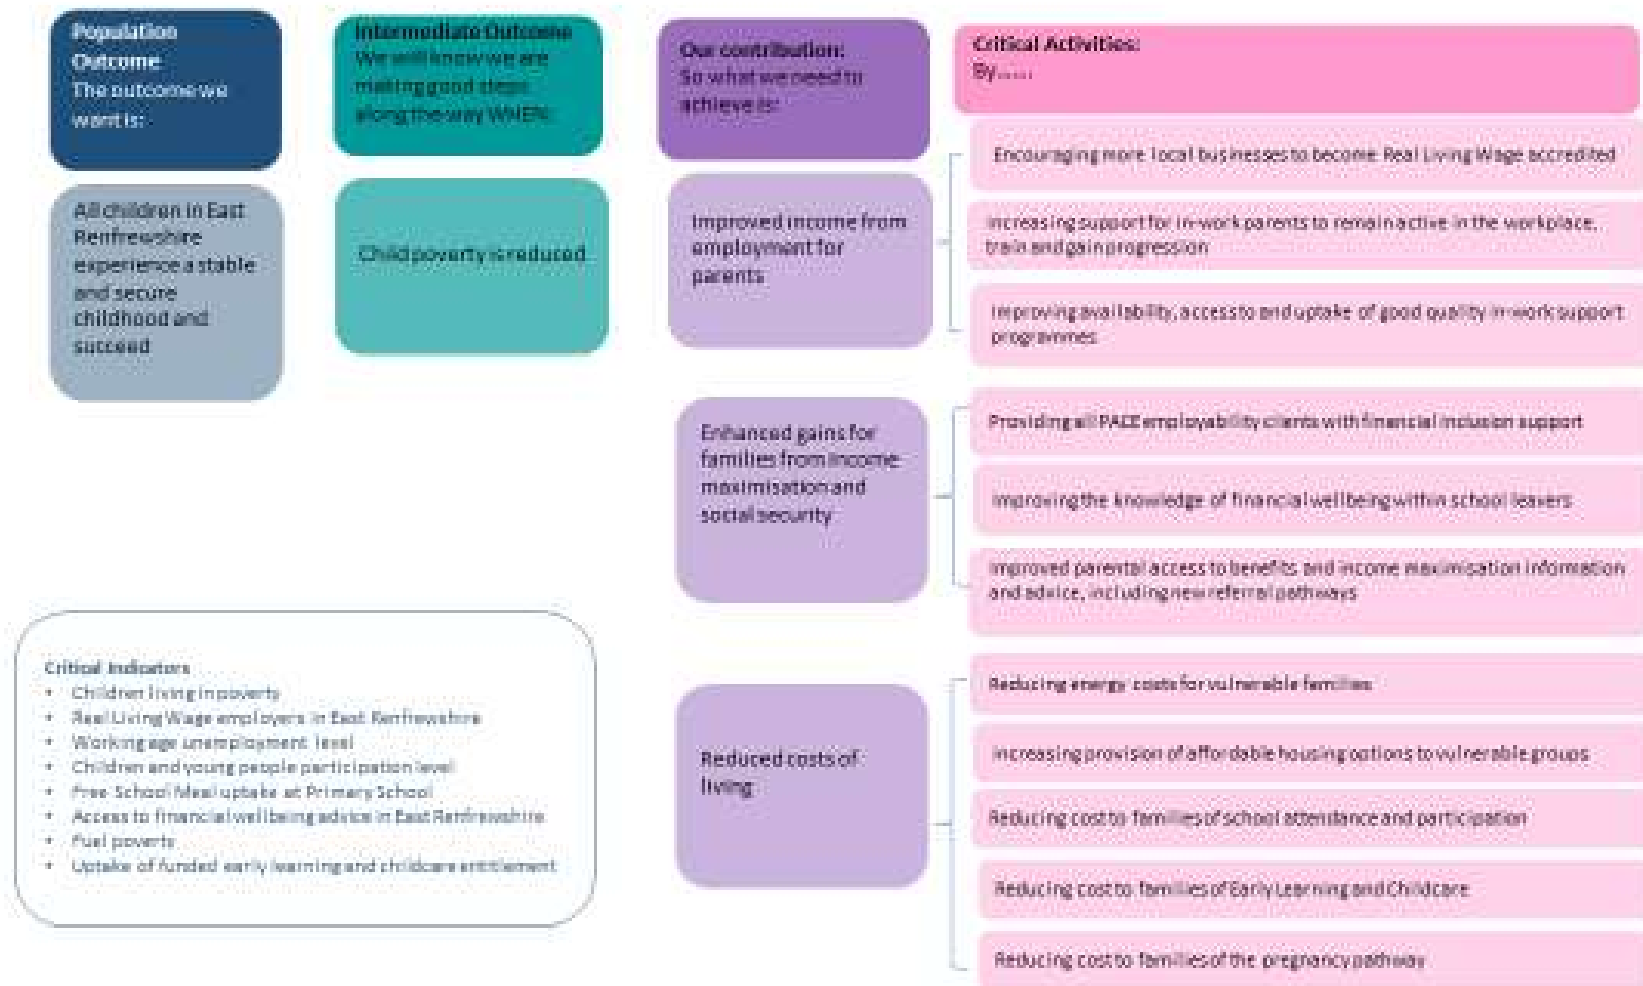 Population
Outcome
The outcome we
want is:
Intermediate Outcome
We will know we are
making good steps
along the way WHEN:
Our contribution:
So what we need to
achieve is:
Critical Activities:
By......
All children in East
Renfrewshire
experience a stable
and secure
childhood and
succeed
Child poverty is reduced
Improved income from
employment for
parents
Encouraging more local businesses to become Real Living Wage accredited
Increasing support for in-work parents to remain active in the workplace,
train and gain progression
Improving availability, access to and uptake of good quality in-work support
programmes
Enhanced gains for
families from income
maximisation and
social security
Providing all PACE employability clients with financial inclusion support
Improving the knowledge of financial wellbeing within school leavers
Improved parental access to benefits and income maximisation information
and advice, including new referral pathways
Reduced costs of
living
Reducing energy costs for vulnerable families
Increasing provision of affordable housing options to vulnerable groups
Reducing cost to families of school attendance and participation
Reducing cost to families of Early Learning and Childcare
Reducing cost to families of the pregnancy pathway
Critical Indicators
• Children living in poverty
• Real Living Wage employers in East Renfrewshire
• Working age unemployment level
• Children and young people participation level
• Free School Meal uptake at Primary School
• Access to financial wellbeing advice in East Renfrewshire
• Fuel poverty
• Uptake of funded early learning and childcare entitlement